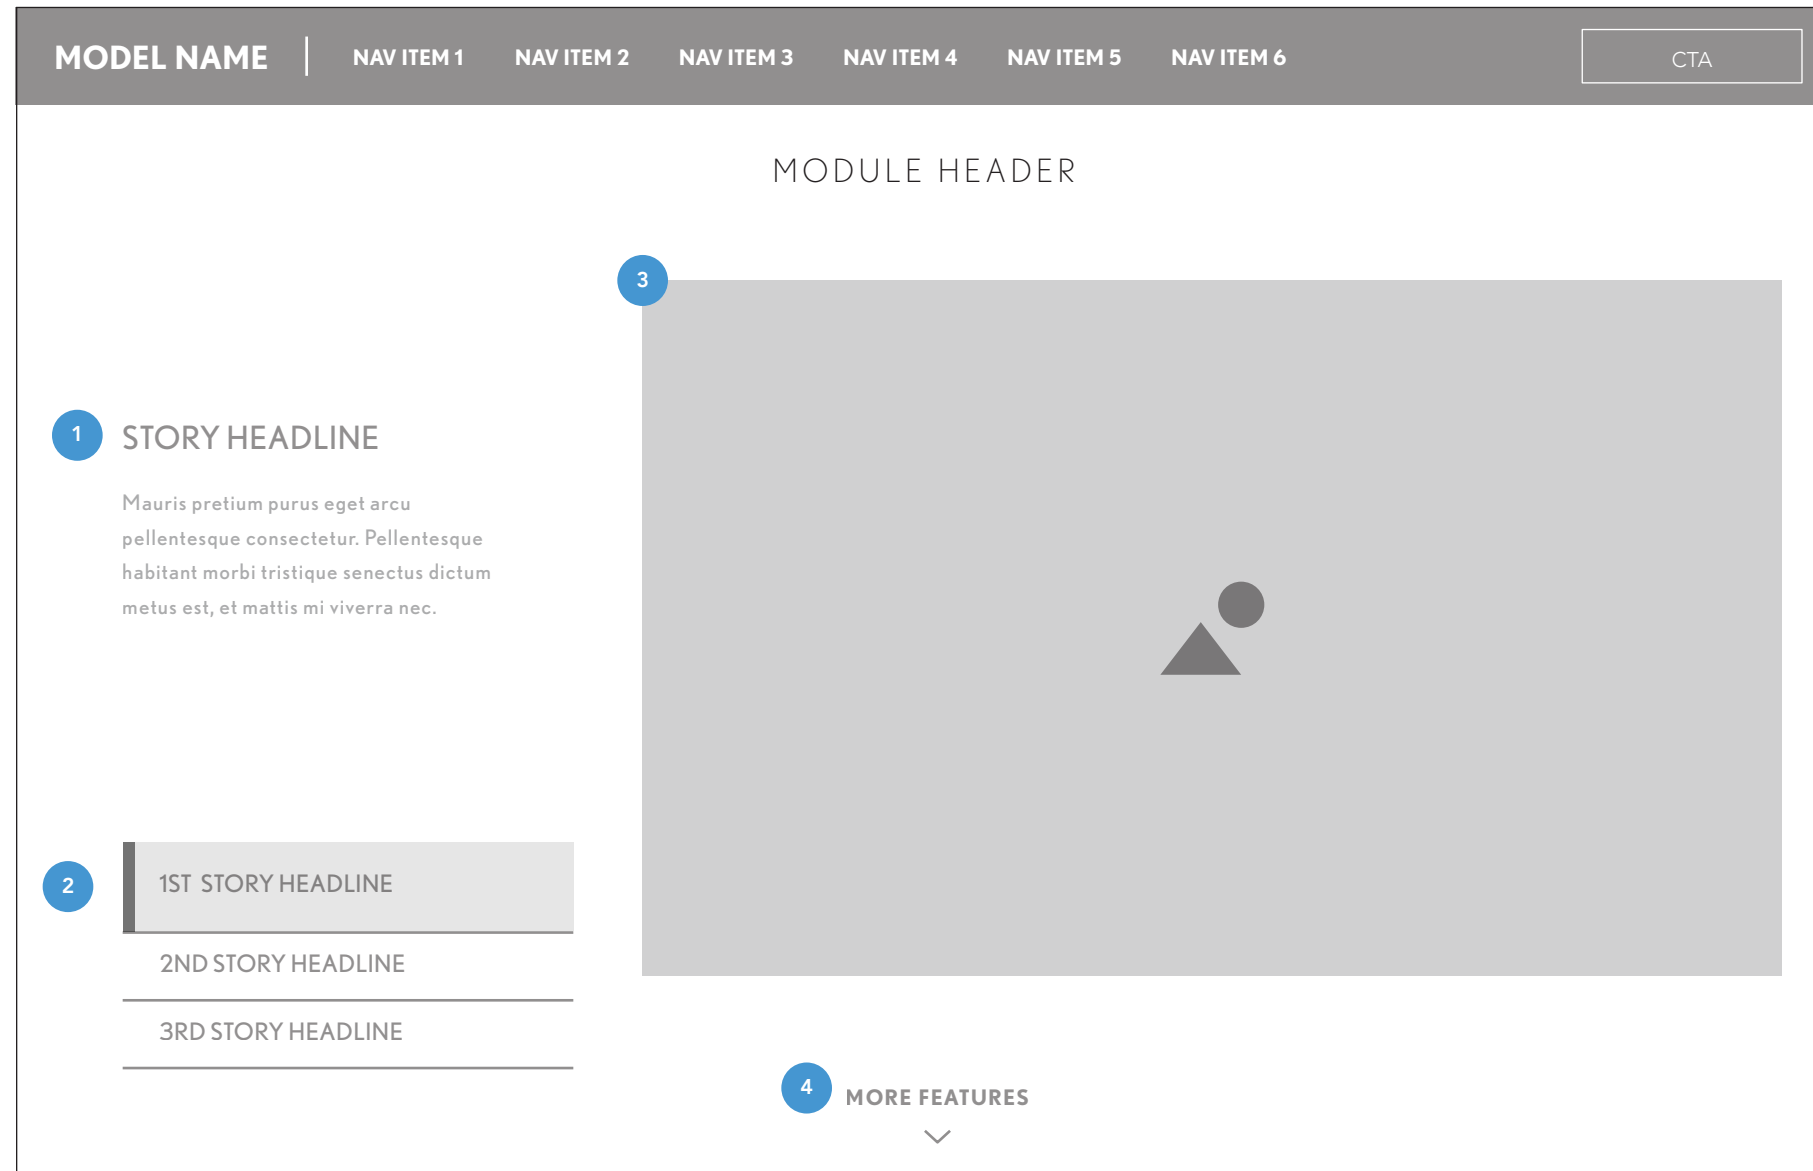 MODEL NAME NAV ITEM 1 NAV ITEM 2 NAV ITEM 3 NAV ITEM 4 NAV ITEM 5 NAV ITEM 6 CTA
MODULE HEADER
3
1 STORY HEADLINE
Mauris pretium purus eget arcu
pellentesque consectetur. Pellentesque
habitant morbi tristique senectus dictum
metus est, et mattis mi viverra nec.
2 1ST STORY HEADLINE
2ND STORY HEADLINE
3RD STORY HEADLINE
4 MORE FEATURES